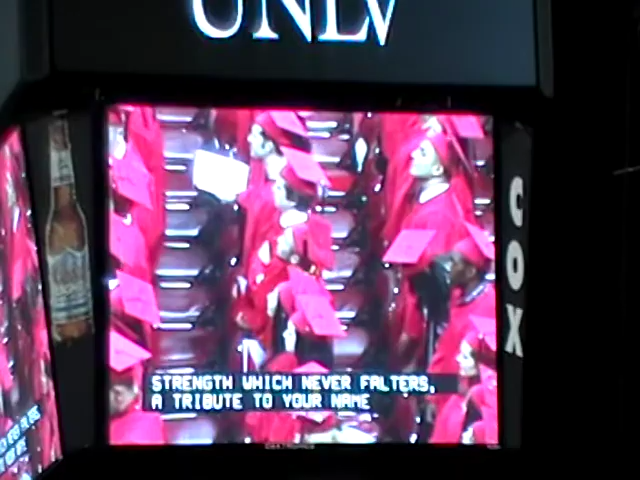 UNLV
COX
STRENGTH WHICH NEVER FALTERS,
A TRIBUTE TO YOUR NAME